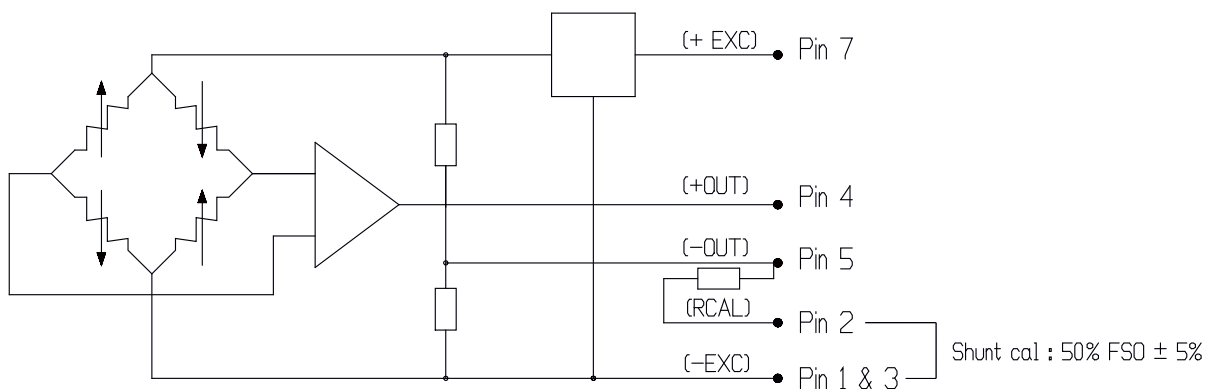 (+ EXC) Pin 7
(+OUT) Pin 4
(-OUT) Pin 5
(RCAL) Pin 2
Shunt cal : 50% FSO ± 5%
(-EXC) Pin 1 & 3